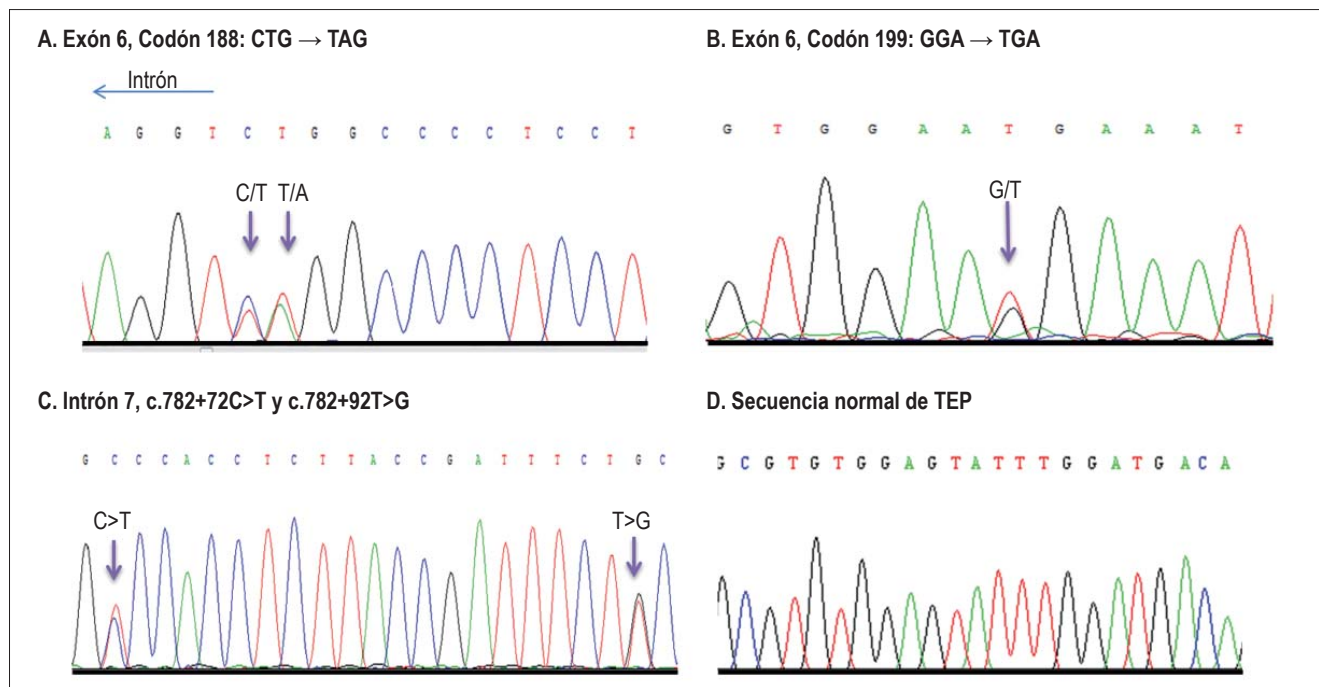 A. Exón 6, Codón 188: CTG → TAG
Intrón
A G G T C T G G C C C C T C C T
C/T T/A
B. Exón 6, Codón 199: GGA → TGA
G T G G A A T G A A A T
G/T
C. Intrón 7, c.782+72C>T y c.782+92T>G
G C C C A C C T C T T A C C G A T T T C T G C
C>T T>G
D. Secuencia normal de TEP
G C G T G T G G A G T A T T T G G A T G A C A